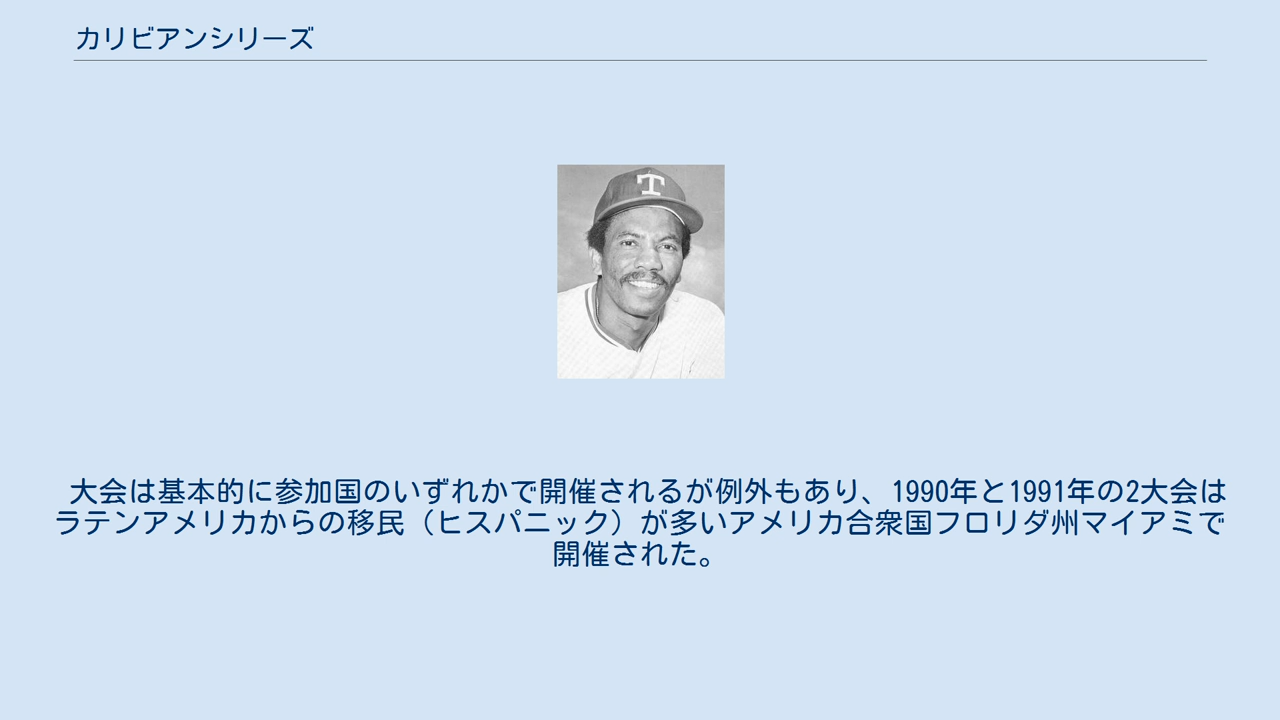 カリビアンシリーズ
T
大会は基本的に参加国のいずれかで開催されるが例外もあり、1990年と1991年の2大会は
ラテンアメリカからの移民（ヒスパニック）が多いアメリカ合衆国フロリダ州マイアミで
開催された。